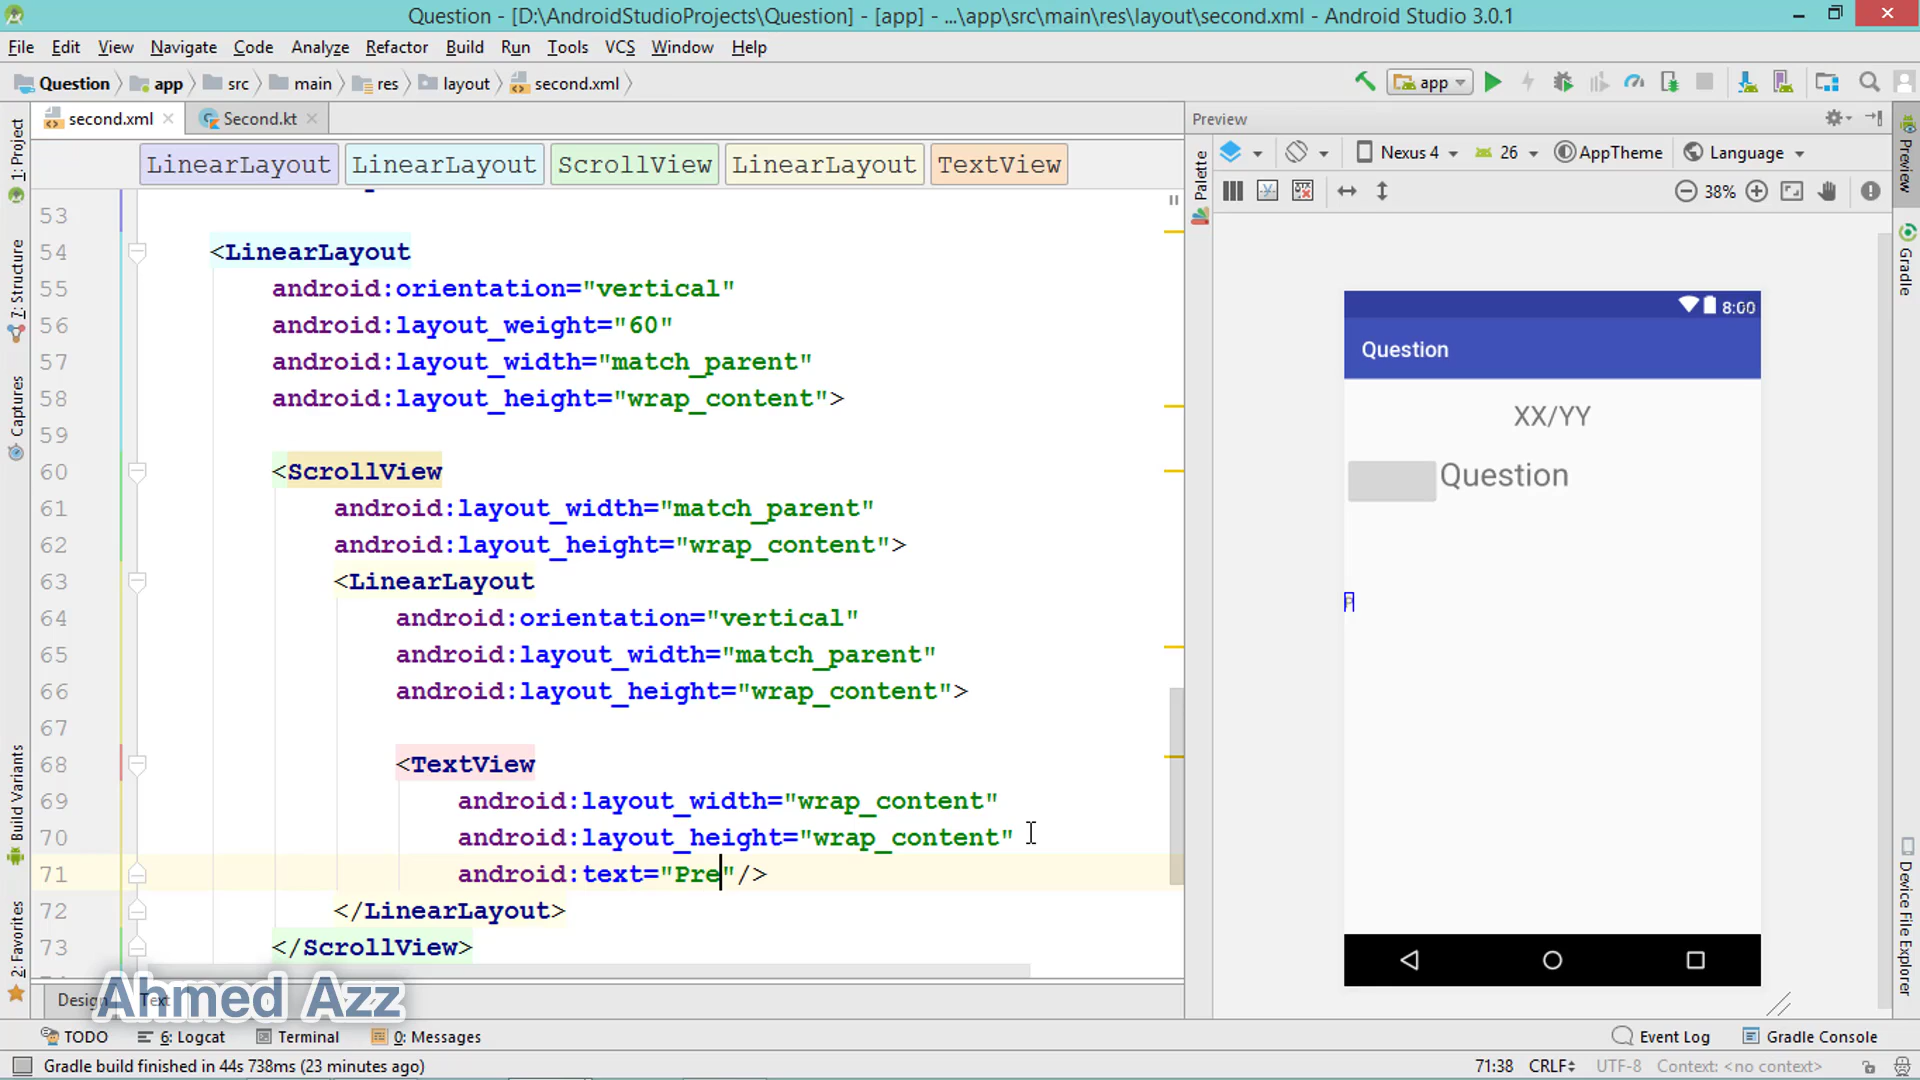 Question - [D:\AndroidStudioProjects\Question] - [app] - ...\app\src\main\res\layout\second.xml - Android Studio 3.0.1
File Edit View Navigate Code Analyze Refactor Build Run Tools VCS Window Help
Question app src main res layout second.xml app
second.xml Second.kt Preview
LinearLayout LinearLayout ScrollView LinearLayout TextView
Nexus 4 26 AppTheme Language
38%
53
54 <LinearLayout
55 android:orientation="vertical"
56 android:layout_weight="60"
57 android:layout_width="match_parent"
58 android:layout_height="wrap_content">
59
60 <ScrollView
61 android:layout_width="match_parent"
62 android:layout_height="wrap_content">
63 <LinearLayout
64 android:orientation="vertical"
65 android:layout_width="match_parent"
66 android:layout_height="wrap_content">
67
68 <TextView
69 android:layout_width="wrap_content"
70 android:layout_height="wrap_content"
71 android:text="Pre"/>
72 </LinearLayout>
73 </ScrollView>
1: Project
7: Structure
Captures
Build Variants
2: Favorites
Palette
8:00
Question
XX/YY
Question
Preview
Gradle
Device File Explorer
Design Text
Ahmed Azz
TODO 6: Logcat Terminal 0: Messages Event Log Gradle Console
Gradle build finished in 44s 738ms (23 minutes ago) 71:38 CRLF UTF-8 Context: <no context>